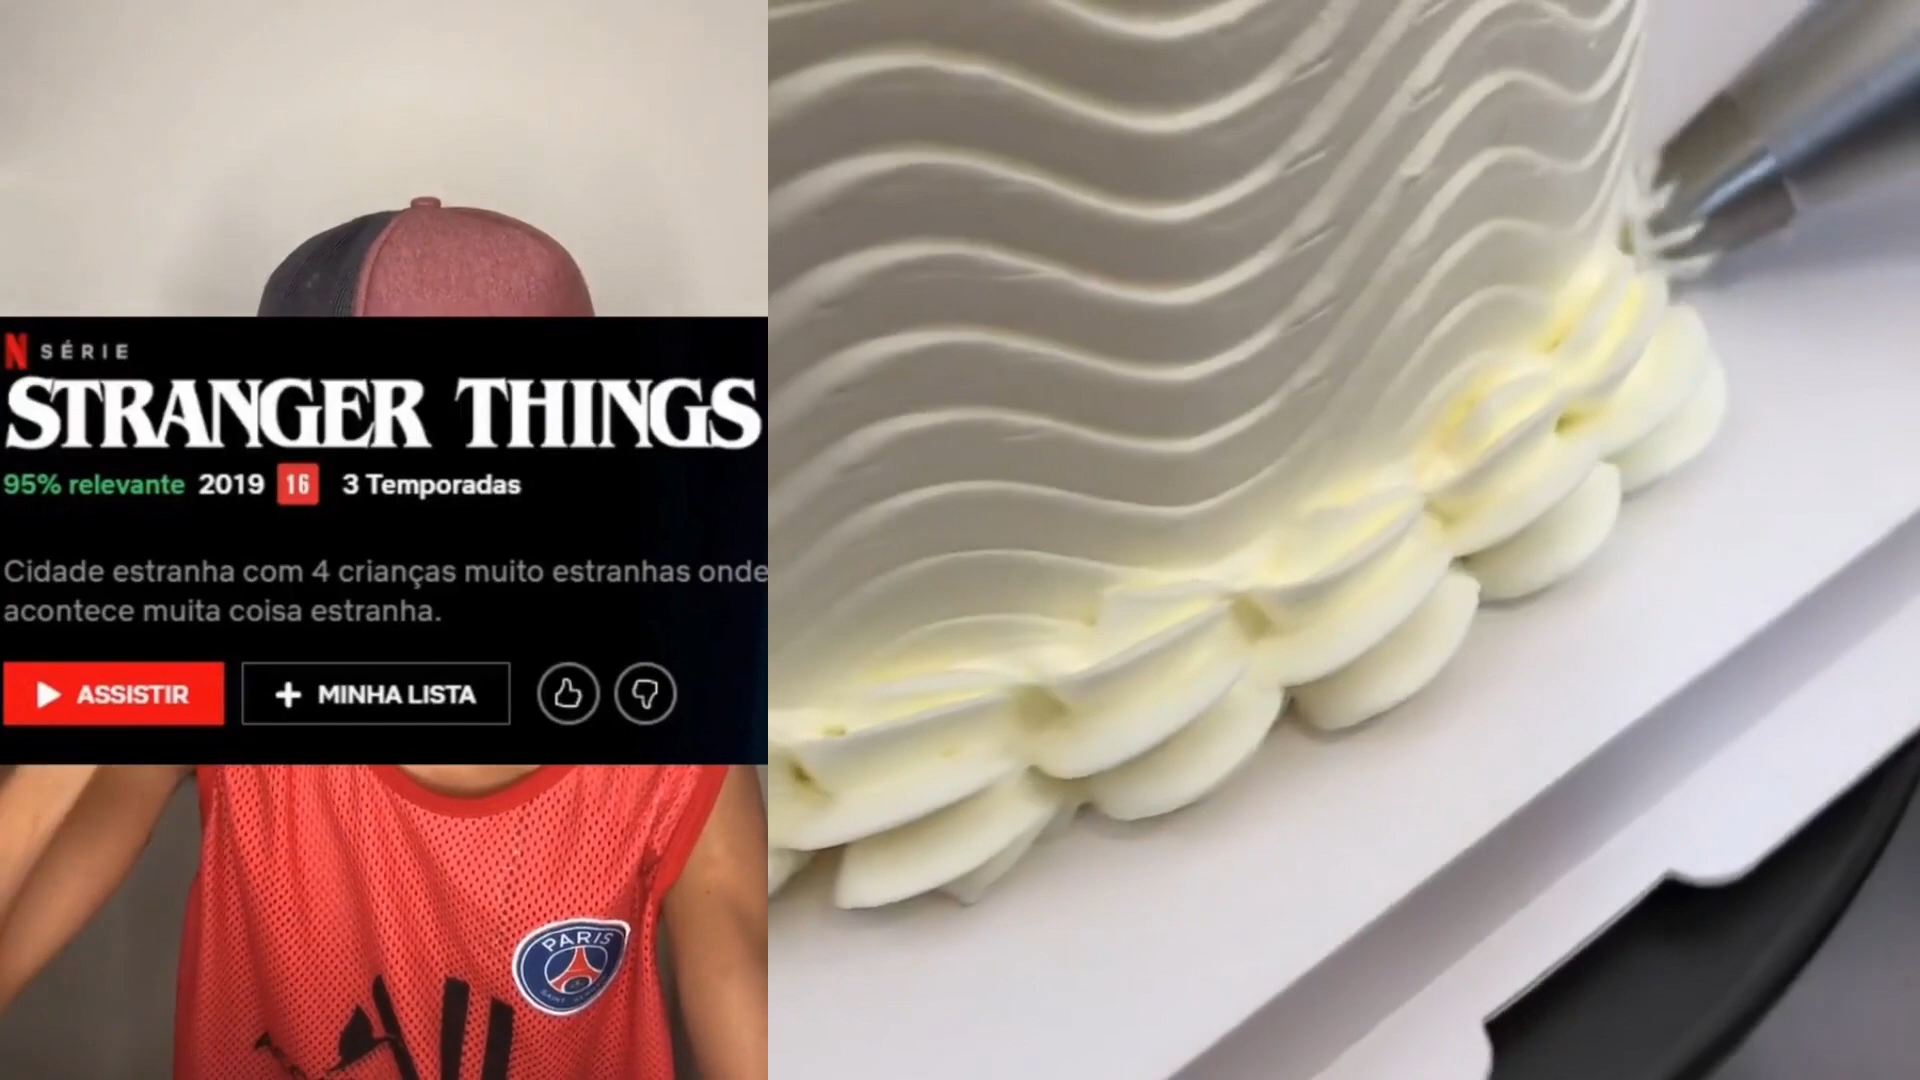 N SÉRIE
STRANGER THINGS
95% relevante 2019 16 3 Temporadas
Cidade estranha com 4 crianças muito estranhas onde
acontece muita coisa estranha.
ASSISTIR
MINHA LISTA
PARIS